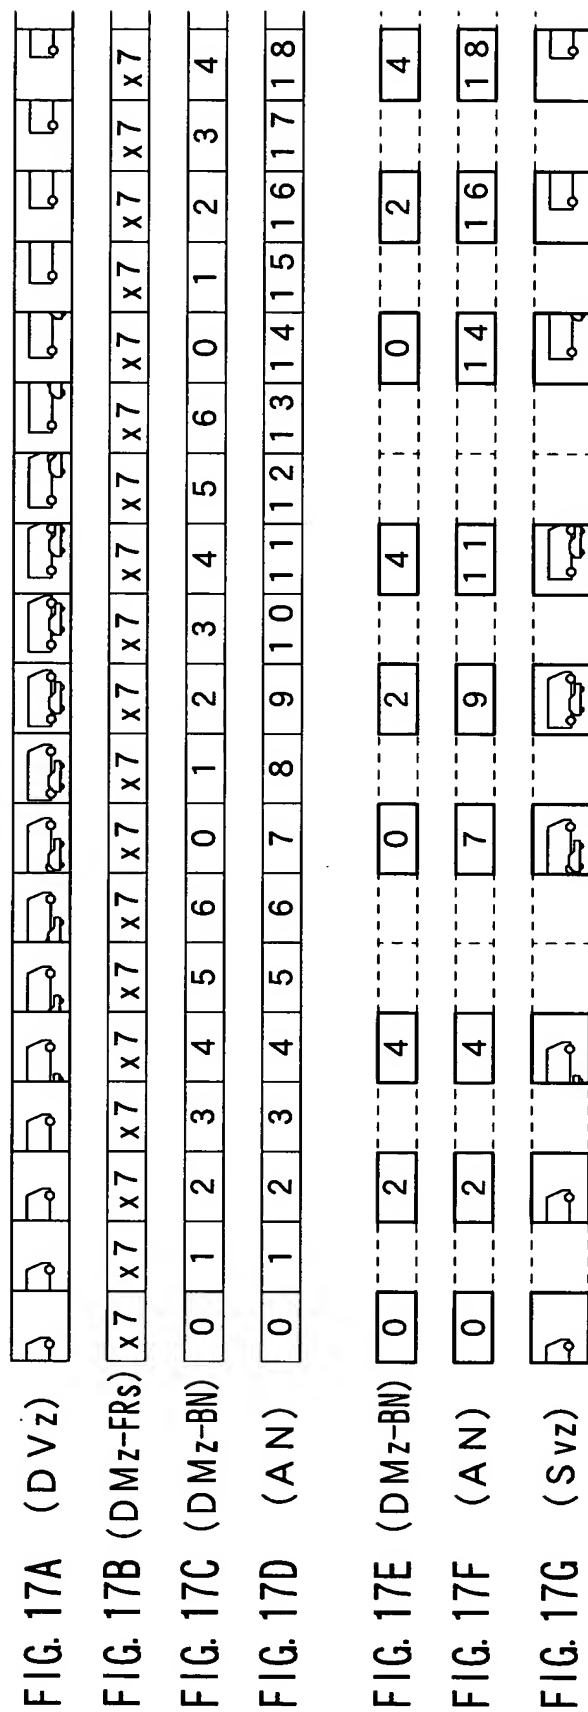 FIG. 17A (DVz)
FIG. 17B (DMz-FRs) x7 x7 x7 x7 x7 x7 x7 x7 x7 x7 x7 x7 x7 x7 x7 x7 x7 x7 x7
FIG. 17C (DMz-BN) 0 1 2 3 4 5 6 0 1 2 3 4 5 6 0 1 2 3 4
FIG. 17D (AN) 0 1 2 3 4 5 6 7 8 9 10 11 12 13 14 15 16 17 18
FIG. 17E (DMz-BN) 0 2 4 0 2 4 0 2 4
FIG. 17F (AN) 0 2 4 7 9 11 14 16 18
FIG. 17G (Svz)